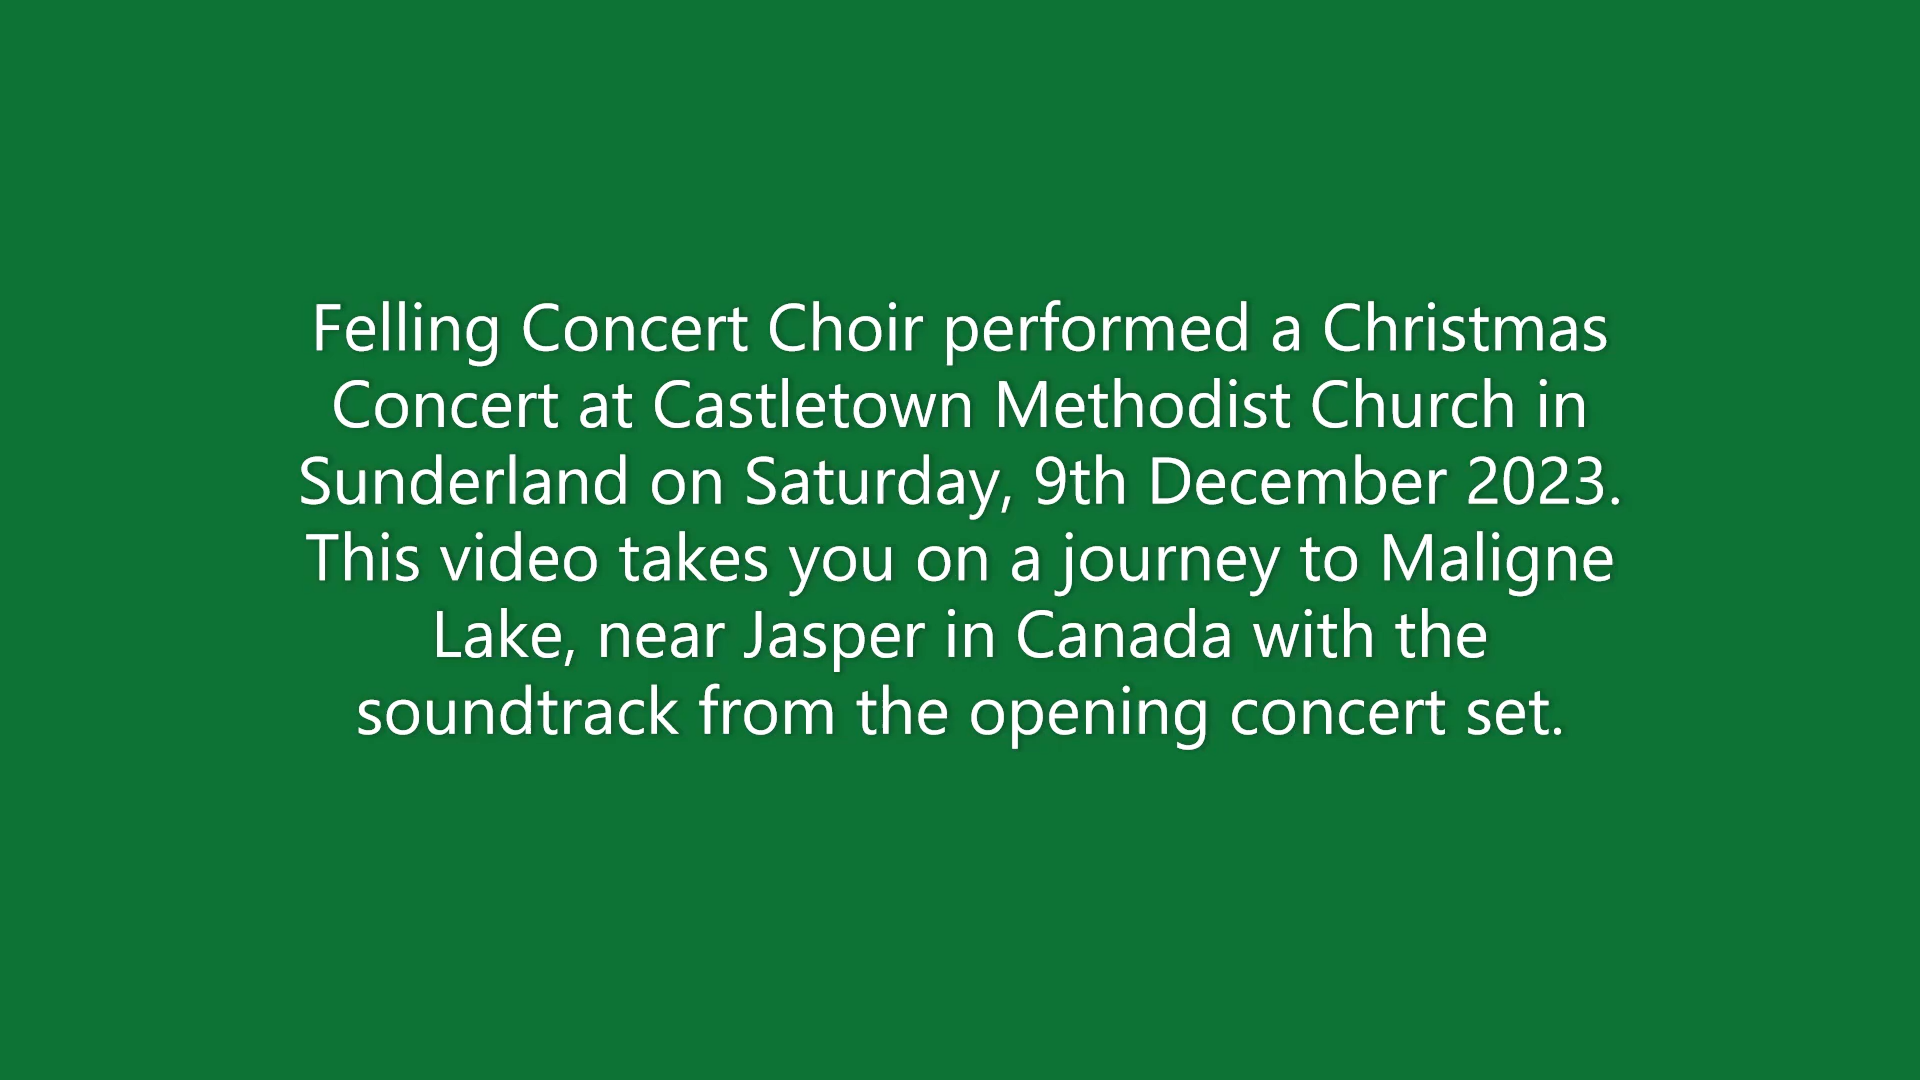 Felling Concert Choir performed a Christmas
Concert at Castletown Methodist Church in
Sunderland on Saturday, 9th December 2023.
This video takes you on a journey to Maligne
Lake, near Jasper in Canada with the
soundtrack from the opening concert set.